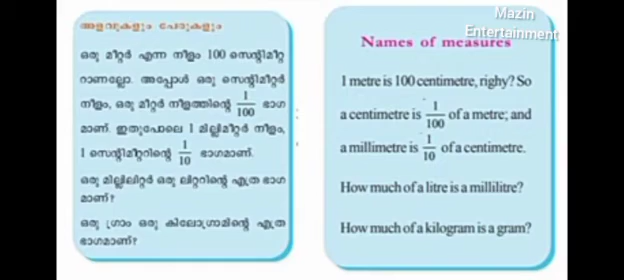 അളവുകളും പേരുകളും
ഒരു മീറ്റർ എന്ന നീളം 100 സെന്റിമീറ്റ
റാണല്ലോ. അപ്പോൾ ഒരു സെന്റിമീറ്റർ
നീളം, ഒരു മീറ്റർ നീളത്തിന്റെ 1/100 ഭാഗ
മാണ്. ഇതുപോലെ 1 മില്ലിമീറ്റർ നീളം,
1 സെന്റിമീറ്ററിന്റെ 1/10 ഭാഗമാണ്.
ഒരു മില്ലിലിറ്റർ ഒരു ലിറ്ററിന്റെ എത്ര ഭാഗ
മാണ്?
ഒരു ഗ്രാം ഒരു കിലോഗ്രാമിന്റെ എത്ര
ഭാഗമാണ്?
Mazin
Entertainment
Names of measures
1 metre is 100 centimetre, righy? So
a centimetre is 1/100 of a metre; and
a millimetre is 1/10 of a centimetre.
How much of a litre is a millilitre?
How much of a kilogram is a gram?